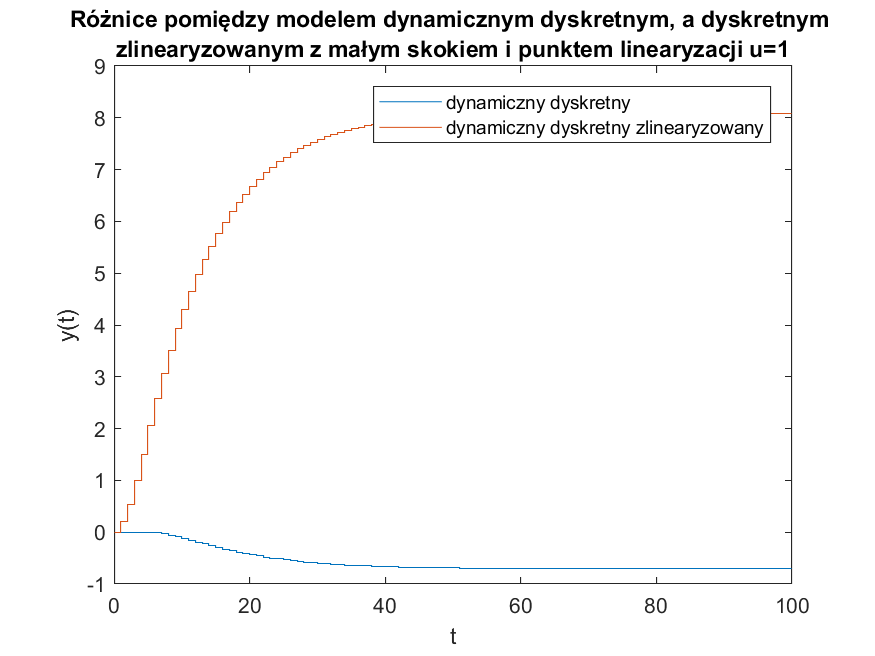 Różnice pomiędzy modelem dynamicznym dyskretnym, a dyskretnym
zlinearyzowanym z małym skokiem i punktem linearyzacji u=1
9
8
7
6
5
4
3
2
1
0
-1
y(t)
dynamiczny dyskretny
dynamiczny dyskretny zlinearyzowany
0 20 40 60 80 100
t